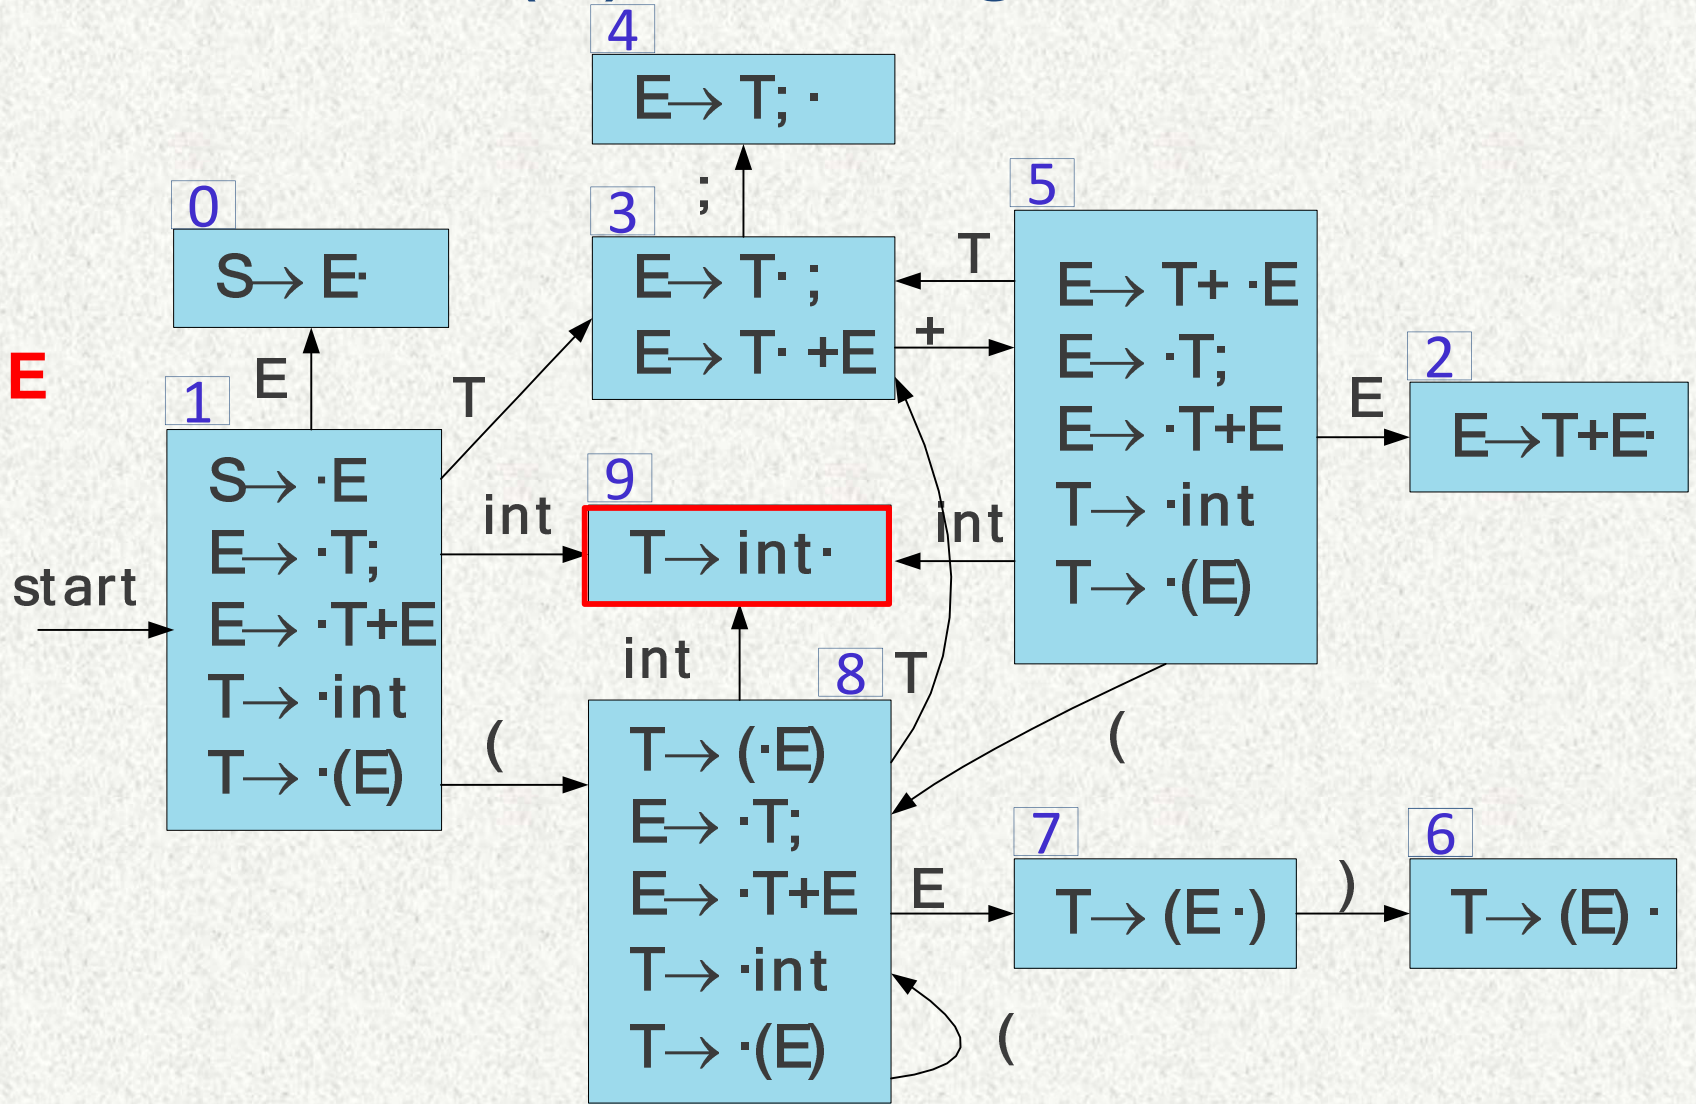 4
E→ T; ·
0
S→ E·
;
3
E→ T· ;
E→ T· +E
T
+
5
E→ T+ ·E
E→ ·T;
E→ ·T+E
T→ ·int
T→ ·(E)
E
2
E→T+E·
E
E
T
1
S→ ·E
E→ ·T;
E→ ·T+E
T→ ·int
T→ ·(E)
start
int
9
T→ int·
int
int
(
8
T
T→ (·E)
E→ ·T;
E→ ·T+E
T→ ·int
T→ ·(E)
(
E
7
T→ (E ·)
)
6
T→ (E) ·
(